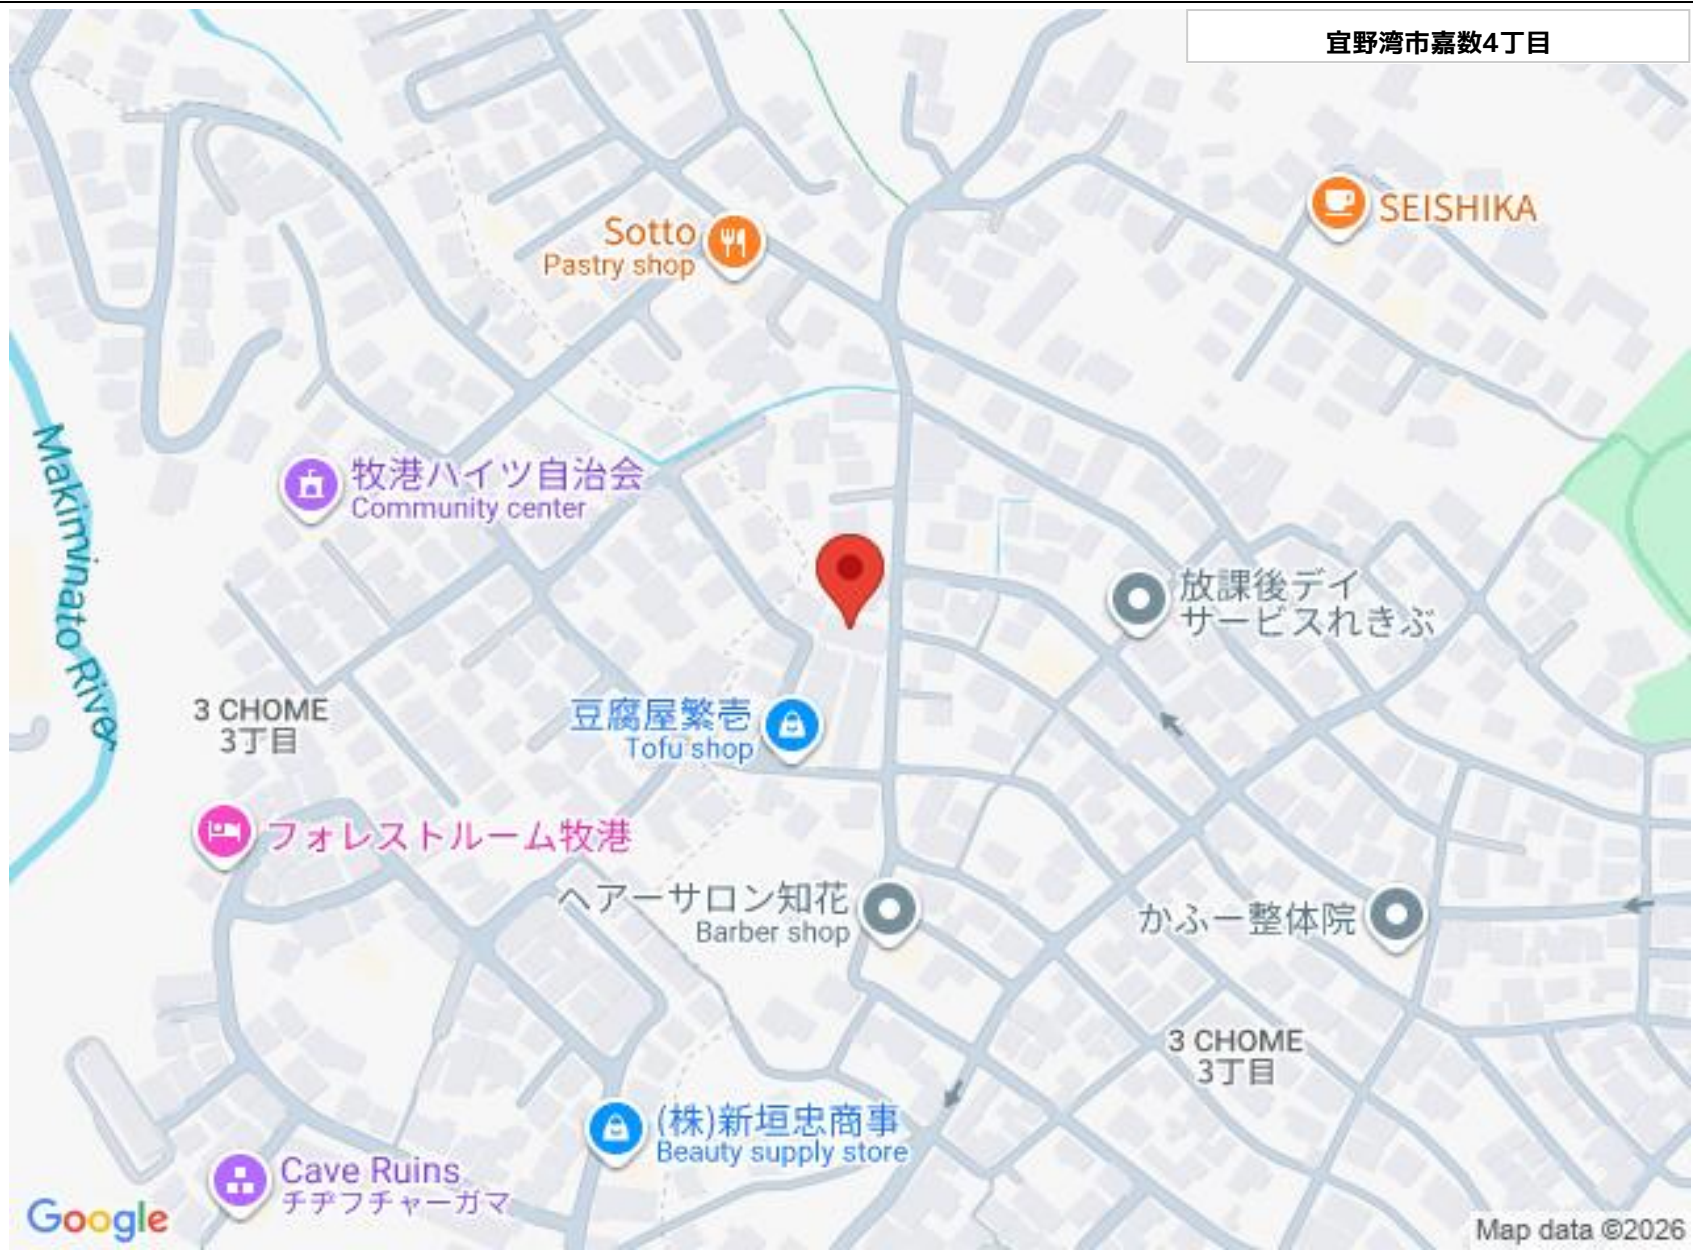 宜野湾市嘉数4丁目
SEISHIKA
Sotto
Pastry shop
牧港ハイツ自治会
Community center
Makiminato River
放課後デイ
サービスれきぶ
3 CHOME
3丁目
豆腐屋繁壱
Tofu shop
フォレストルーム牧港
ヘアーサロン知花
Barber shop
かふー整体院
3 CHOME
3丁目
(株)新垣忠商事
Beauty supply store
Cave Ruins
チヂフチャーガマ
Google
Map data ©2026